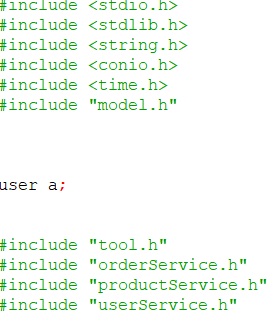 #include <stdio.h>
#include <stdlib.h>
#include <string.h>
#include <conio.h>
#include <time.h>
#include "model.h"
user a;
#include "tool.h"
#include "orderService.h"
#include "productService.h"
#include "userService.h"